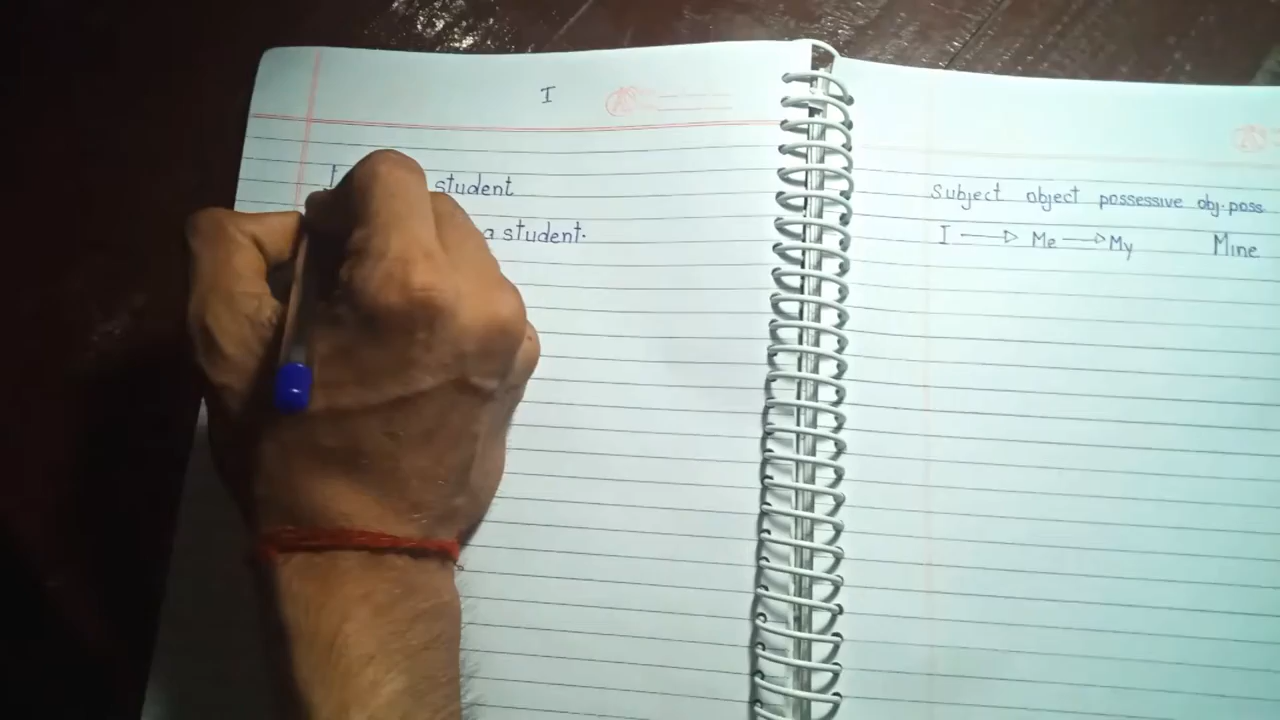 I
I student
a student.
Subject object possessive obj.poss
I → Me → My Mine